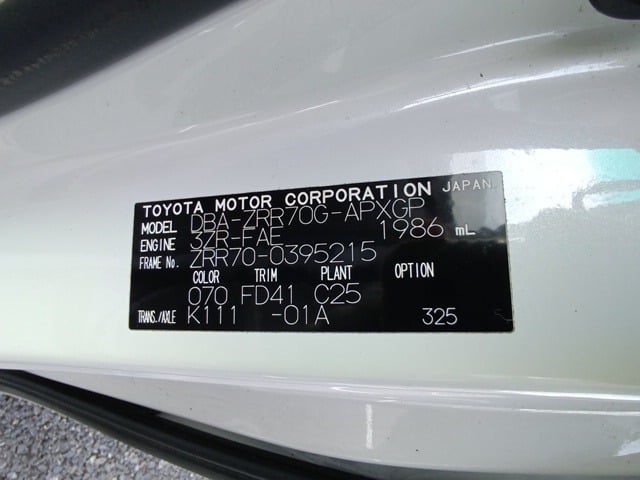 TOYOTA MOTOR CORPORATION JAPAN
MODEL DBA-ZRR70G-APXGP
ENGINE 3ZR-FAE 1986 mL
FRAME No. ZRR70-0395215
COLOR TRIM PLANT OPTION
070 FD41 C25
TRANS./AXLE K111 -01A 325